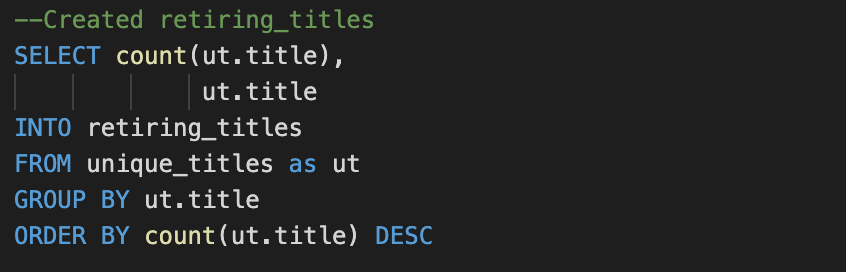 --Created retiring_titles
SELECT count(ut.title),
ut.title
INTO retiring_titles
FROM unique_titles as ut
GROUP BY ut.title
ORDER BY count(ut.title) DESC